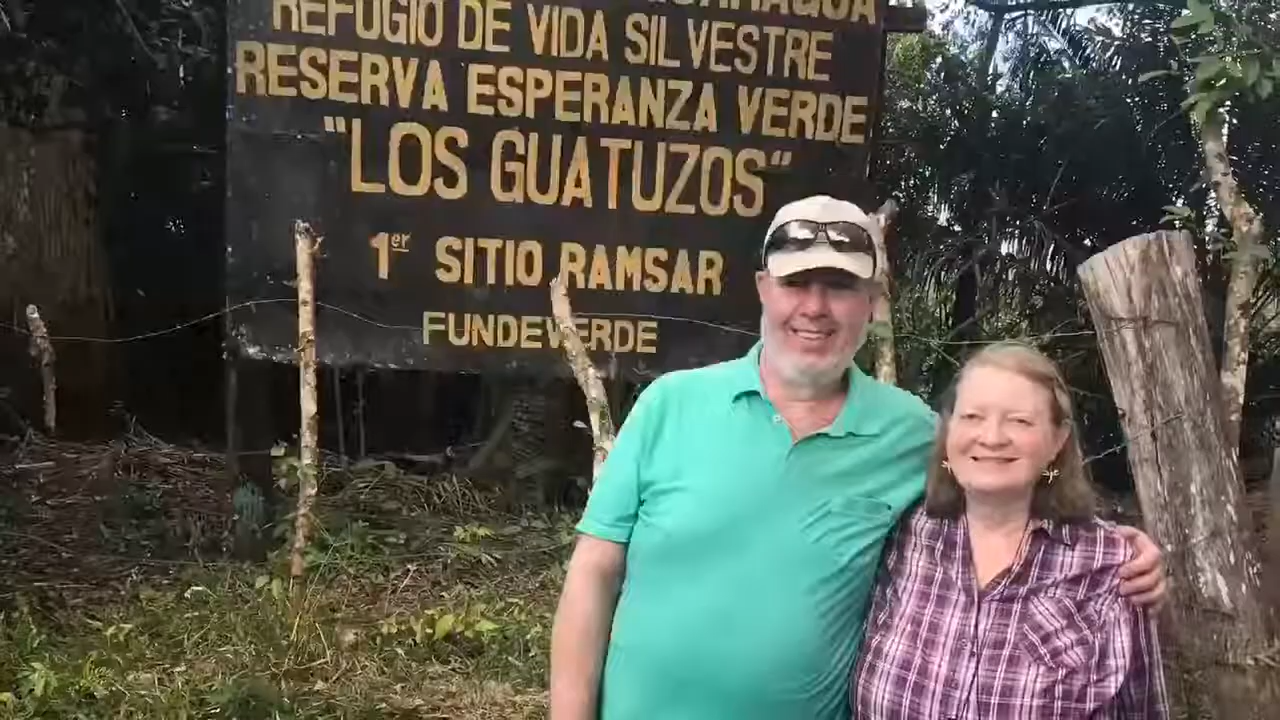 REFUGIO DE VIDA SILVESTRE
RESERVA ESPERANZA VERDE
"LOS GUATUZOS"
1er SITIO RAMSAR
FUNDEVERDE